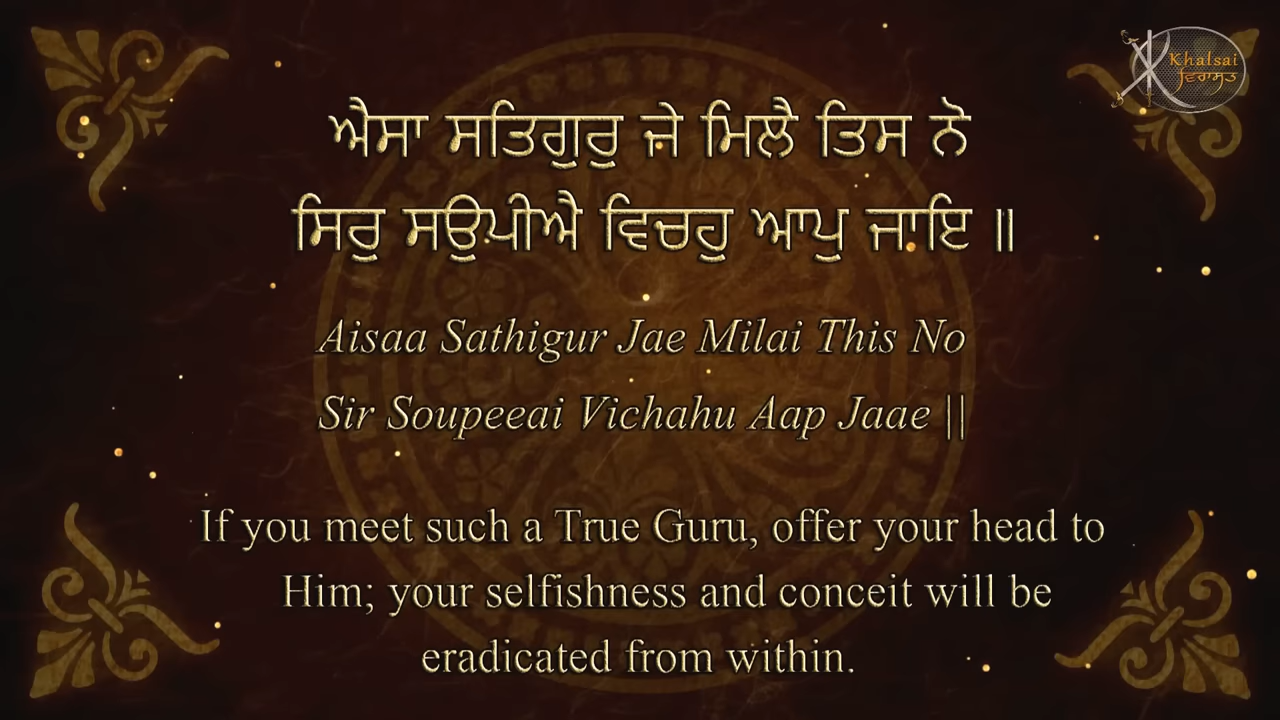 Khalsai
ਵਿਰਾਸਤ
ਐਸਾ ਸਤਿਗੁਰੁ ਜੇ ਮਿਲੈ ਤਿਸ ਨੋ
ਸਿਰੁ ਸਉਪੀਐ ਵਿਚਹੁ ਆਪੁ ਜਾਇ ॥
Aisaa Sathigur Jae Milai This No
Sir Soupeeai Vichahu Aap Jaae ||
If you meet such a True Guru, offer your head to
Him; your selfishness and conceit will be
eradicated from within.